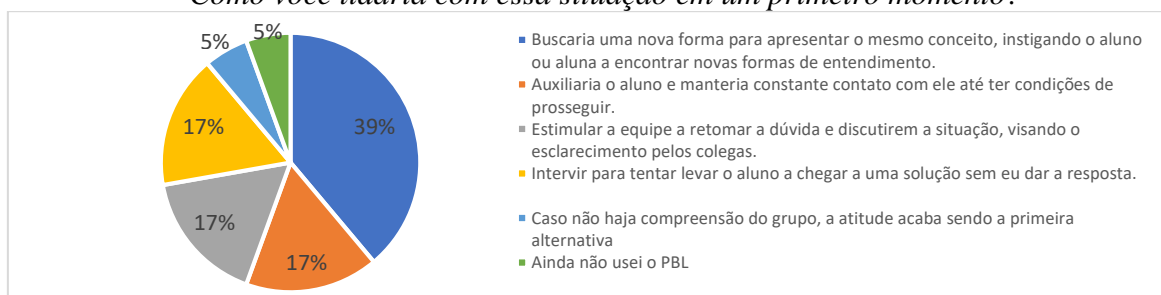 Como você lidaria com essa situação em um primeiro momento?
5%
5%
39%
17%
17%
17%
Buscaria uma nova forma para apresentar o mesmo conceito, instigando o aluno
ou aluna a encontrar novas formas de entendimento.
Auxiliaria o aluno e manteria constante contato com ele até ter condições de
prosseguir.
Estimular a equipe a retomar a dúvida e discutirem a situação, visando o
esclarecimento pelos colegas.
Intervir para tentar levar o aluno a chegar a uma solução sem eu dar a resposta.
Caso não haja compreensão do grupo, a atitude acaba sendo a primeira
alternativa
Ainda não usei o PBL